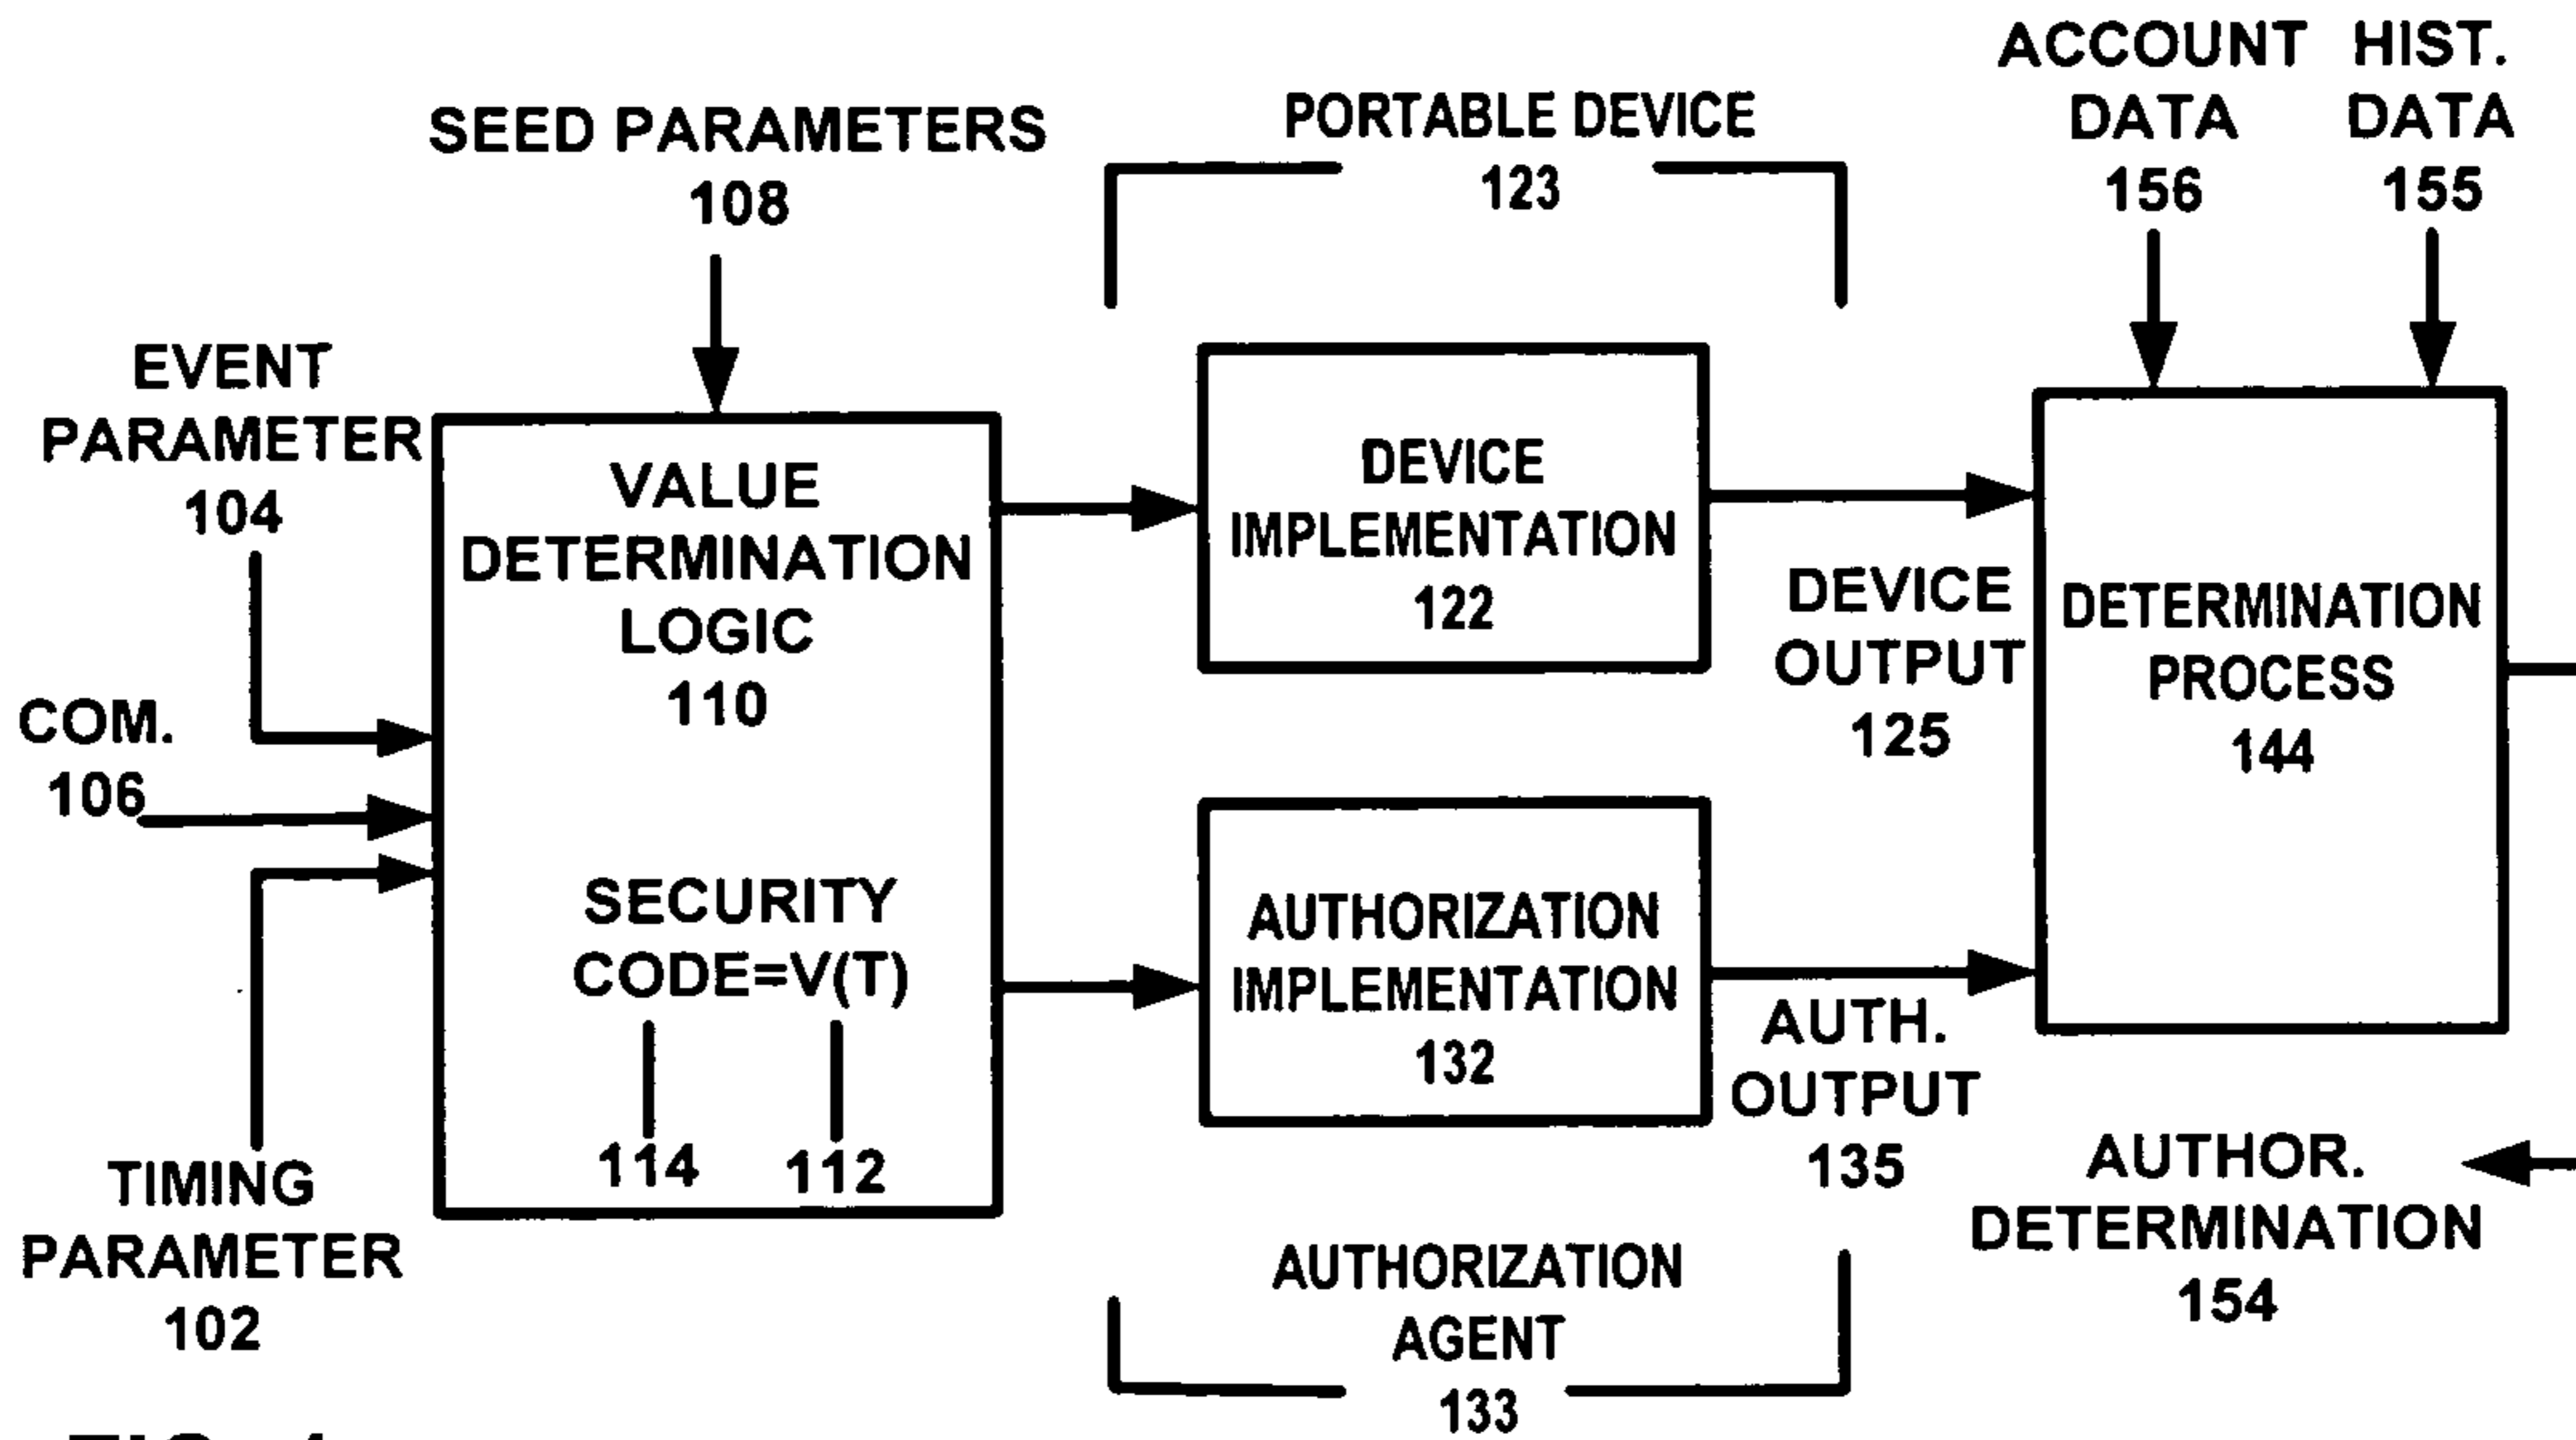 ACCOUNT HIST.
DATA DATA
156 155
PORTABLE DEVICE
123
SEED PARAMETERS
108
EVENT
PARAMETER
104
COM.
106
TIMING
PARAMETER
102
VALUE
DETERMINATION
LOGIC
110
SECURITY
CODE=V(T)
114 112
DEVICE
IMPLEMENTATION
122
DEVICE
OUTPUT
125
AUTHORIZATION
IMPLEMENTATION
132
AUTH.
OUTPUT
135
AUTHORIZATION
AGENT
133
DETERMINATION
PROCESS
144
AUTHOR.
DETERMINATION
154